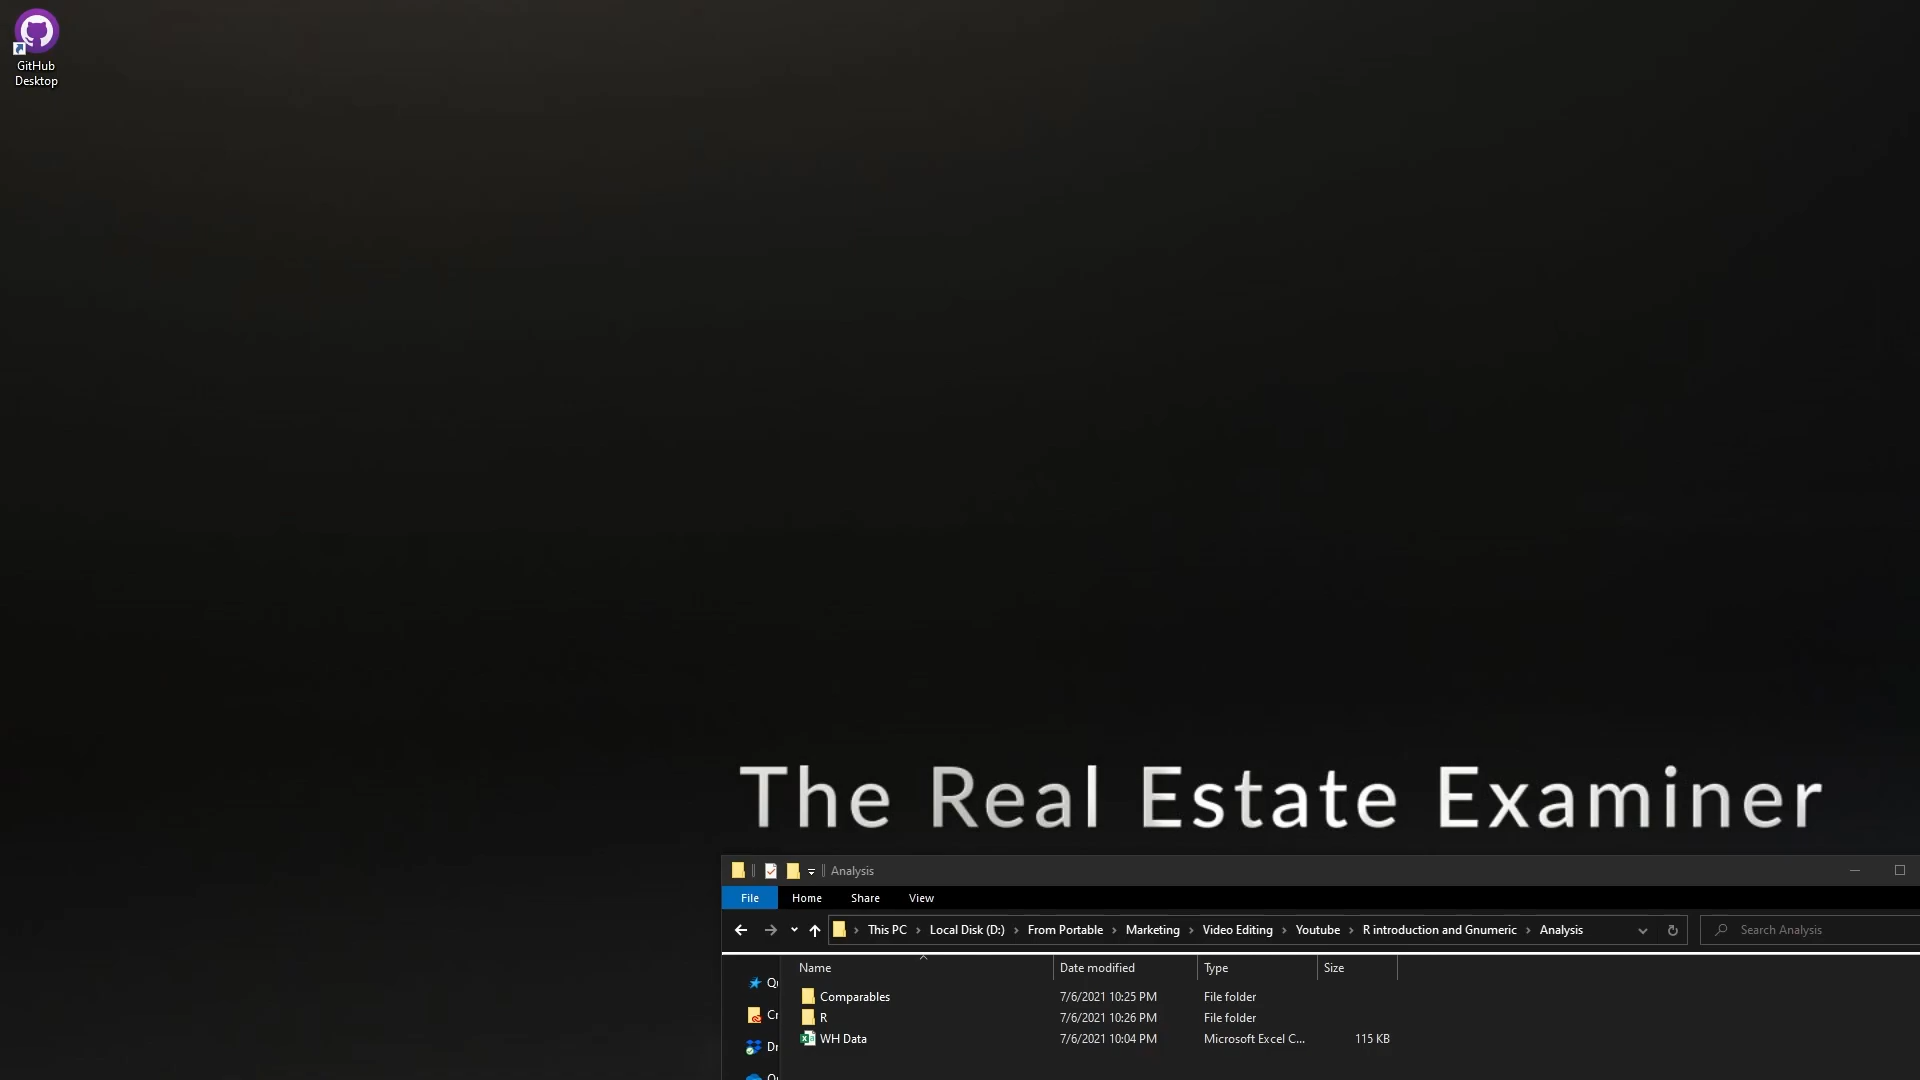 GitHub
Desktop
The Real Estate Examiner
Analysis
File Home Share View
This PC Local Disk (D:) From Portable Marketing Video Editing Youtube R introduction and Gnumeric Analysis Search Analysis
Name Date modified Type Size
Comparables 7/6/2021 10:25 PM File folder
R 7/6/2021 10:26 PM File folder
WH Data 7/6/2021 10:04 PM Microsoft Excel C... 115 KB